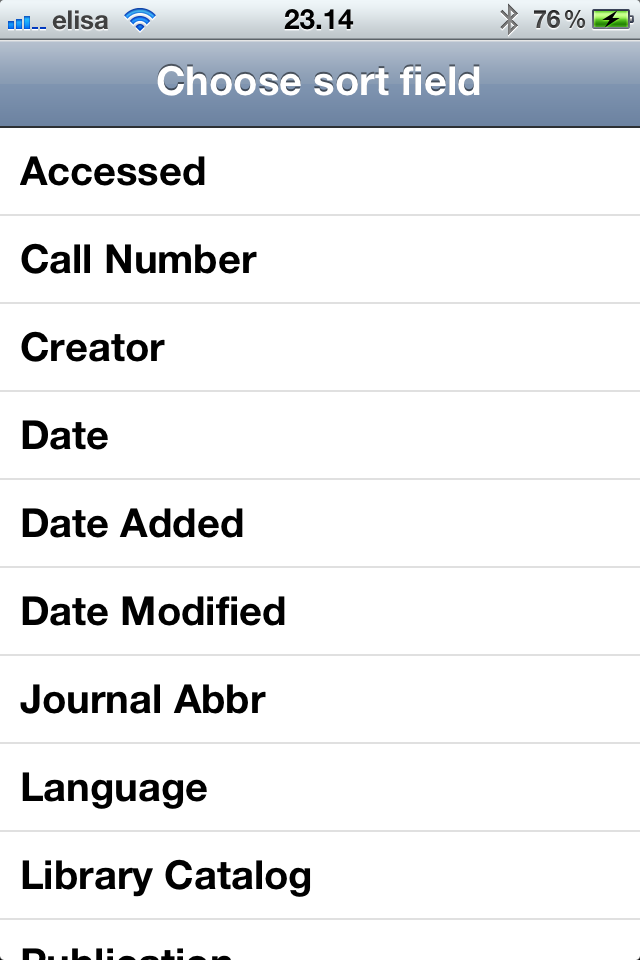 elisa 23.14 76%
Choose sort field
Accessed
Call Number
Creator
Date
Date Added
Date Modified
Journal Abbr
Language
Library Catalog
Publication